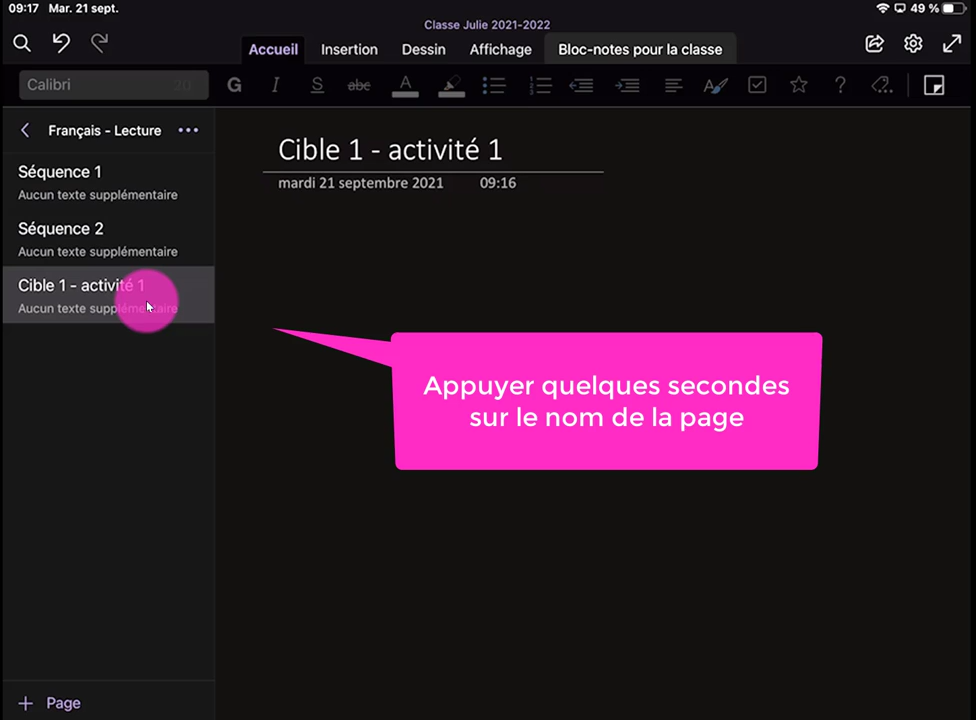 09:17 Mar. 21 sept.
49 %
Classe Julie 2021-2022
Accueil Insertion Dessin Affichage Bloc-notes pour la classe
Calibri 20 G I S abc A
Français - Lecture
Séquence 1
Aucun texte supplémentaire
Séquence 2
Aucun texte supplémentaire
Cible 1 - activité 1
Aucun texte supplémentaire
Cible 1 - activité 1
mardi 21 septembre 2021 09:16
Appuyer quelques secondes
sur le nom de la page
+ Page